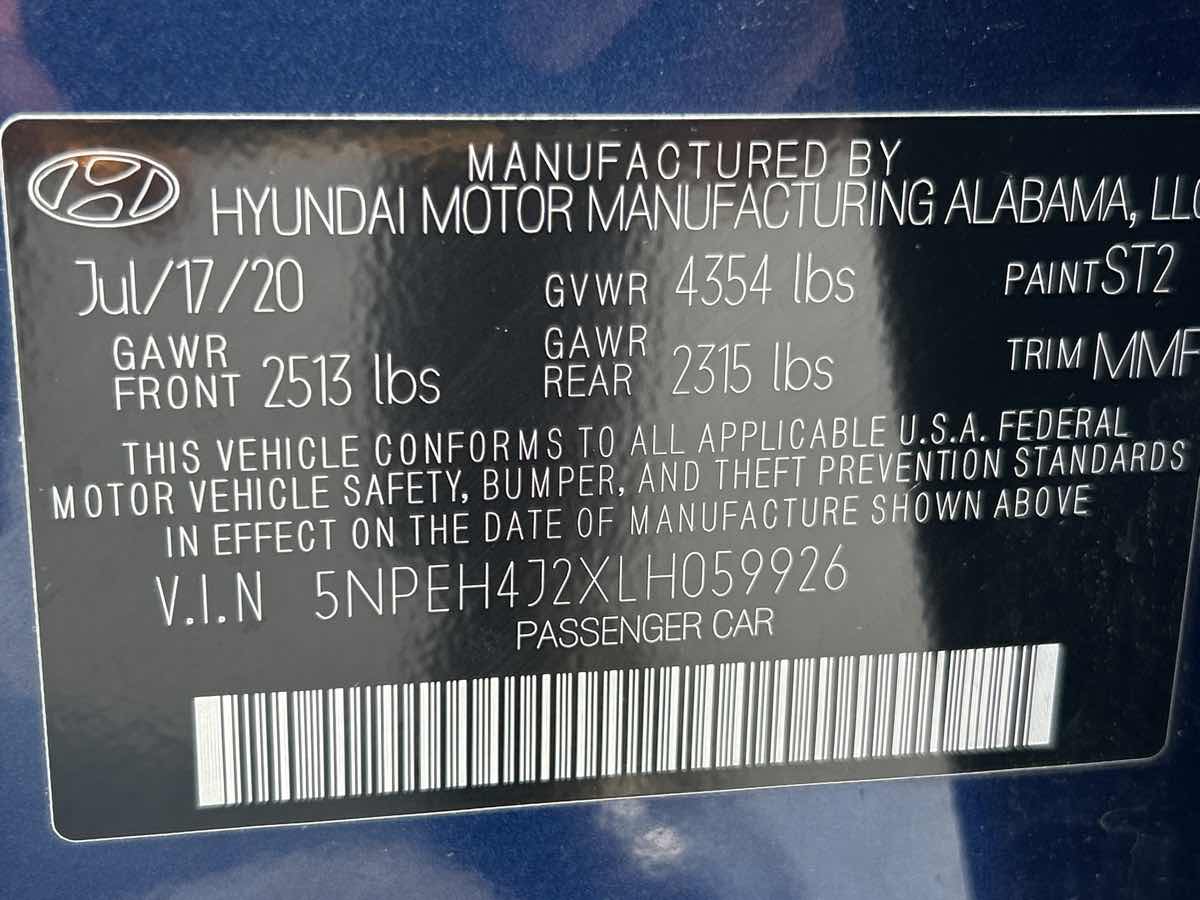 MANUFACTURED BY
HYUNDAI MOTOR MANUFACTURING ALABAMA, LLC
Jul/17/20 GVWR 4354 lbs PAINT ST2
GAWR FRONT 2513 lbs GAWR REAR 2315 lbs TRIM MMF
THIS VEHICLE CONFORMS TO ALL APPLICABLE U.S.A. FEDERAL
MOTOR VEHICLE SAFETY, BUMPER, AND THEFT PREVENTION STANDARDS
IN EFFECT ON THE DATE OF MANUFACTURE SHOWN ABOVE
V.I.N 5NPEH4J2XLH059926
PASSENGER CAR